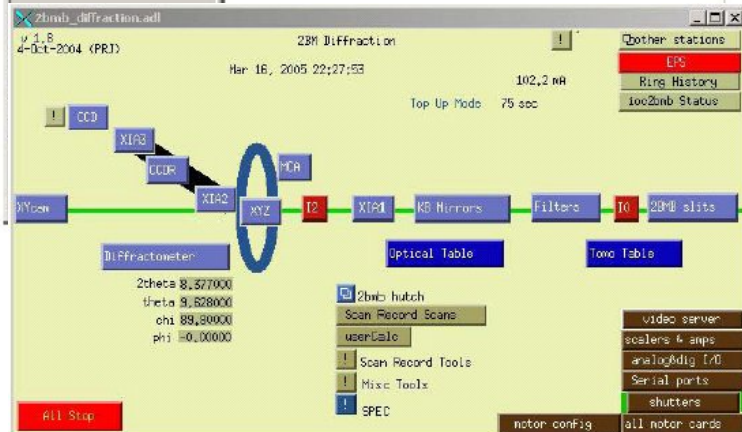 2bmb_diffraction.adl
v 1.8
4-Oct-2004 (PRJ)
2BM Diffraction
!
other stations
Mar 16, 2005 22:27:53
EPS
102.2 mA
Ring History
Top Up Mode 75 sec
ioc2bmb Status
! CCD
XIA3
CCDR
MCA
XIA2
XYZ
I2
XIA1
KB Mirrors
Filters
I0
2BMB slits
Diffractometer
Optical Table
Tomo Table
2theta 8.377000
theta 9.628000
chi 89.80000
phi -0.00000
2bmb hutch
Scan Record Scans
userCalc
! Scan Record Tools
! Misc Tools
! SPEC
video server
scalers & amps
analog&dig I/O
Serial ports
shutters
All Stop
motor config
all motor cards